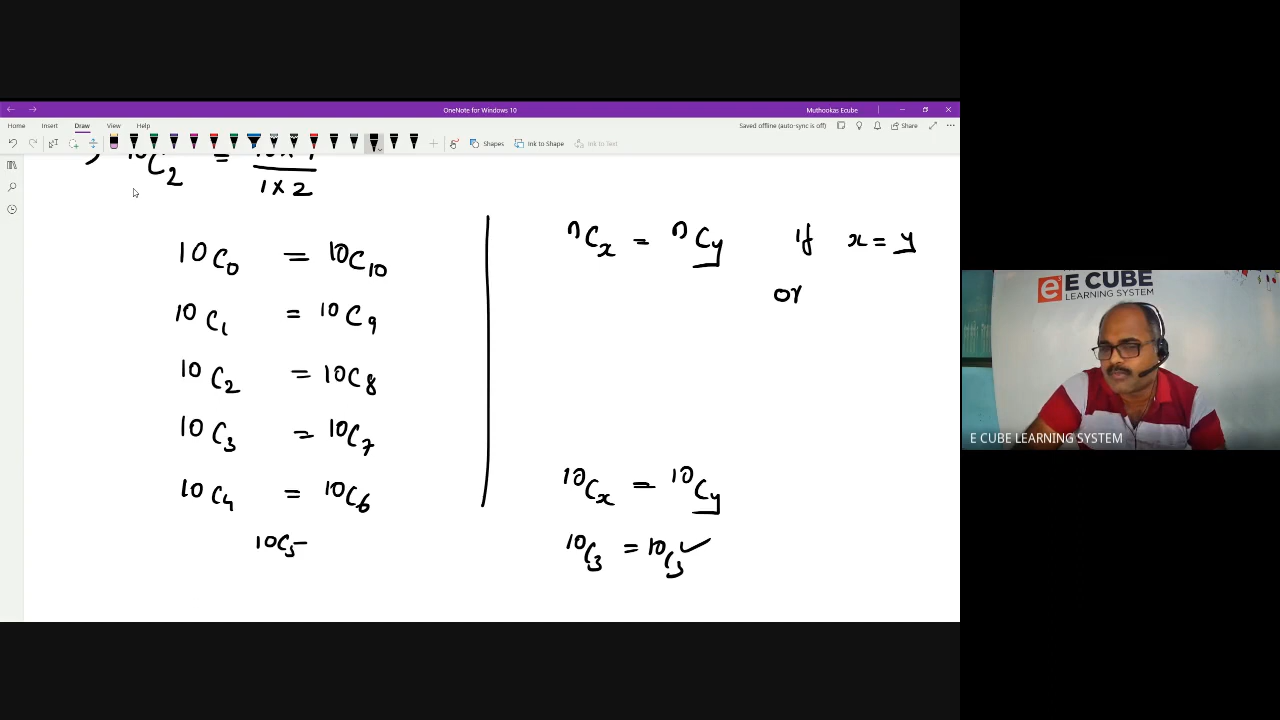 OneNote for Windows 10
Muthookas Ecube
Home Insert Draw View Help
Saved offline (auto-sync is off) Share
Shapes Ink to Shape Ink to Text
10C2 =
1 x 2
10C0 = 10C10
10C1 = 10C9
10C2 = 10C8
10C3 = 10C7
10C4 = 10C6
10C5
nCx = nCy if x = y
or
10Cx = 10Cy
10C3 = 10C3 ✓
e E CUBE
LEARNING SYSTEM
E CUBE LEARNING SYSTEM